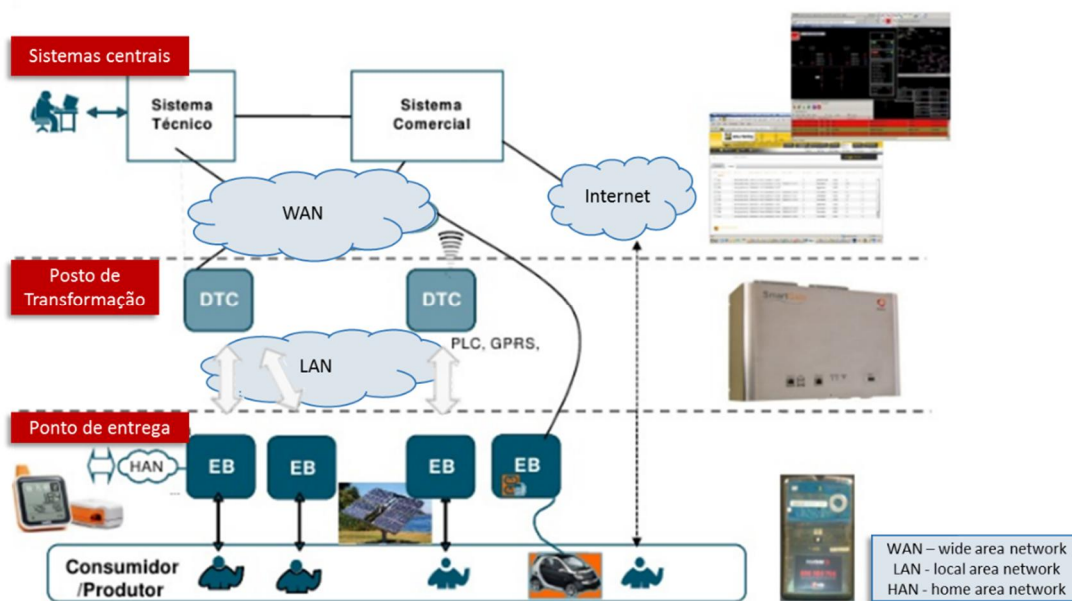 Sistemas centrais
Sistema
Técnico
Sistema
Comercial
WAN
Internet
Posto de
Transformação
DTC
DTC
PLC, GPRS,
LAN
Ponto de entrega
HAN
EB
EB
EB
EB
...
Consumidor
/Produtor
WAN – wide area network
LAN - local area network
HAN - home area network